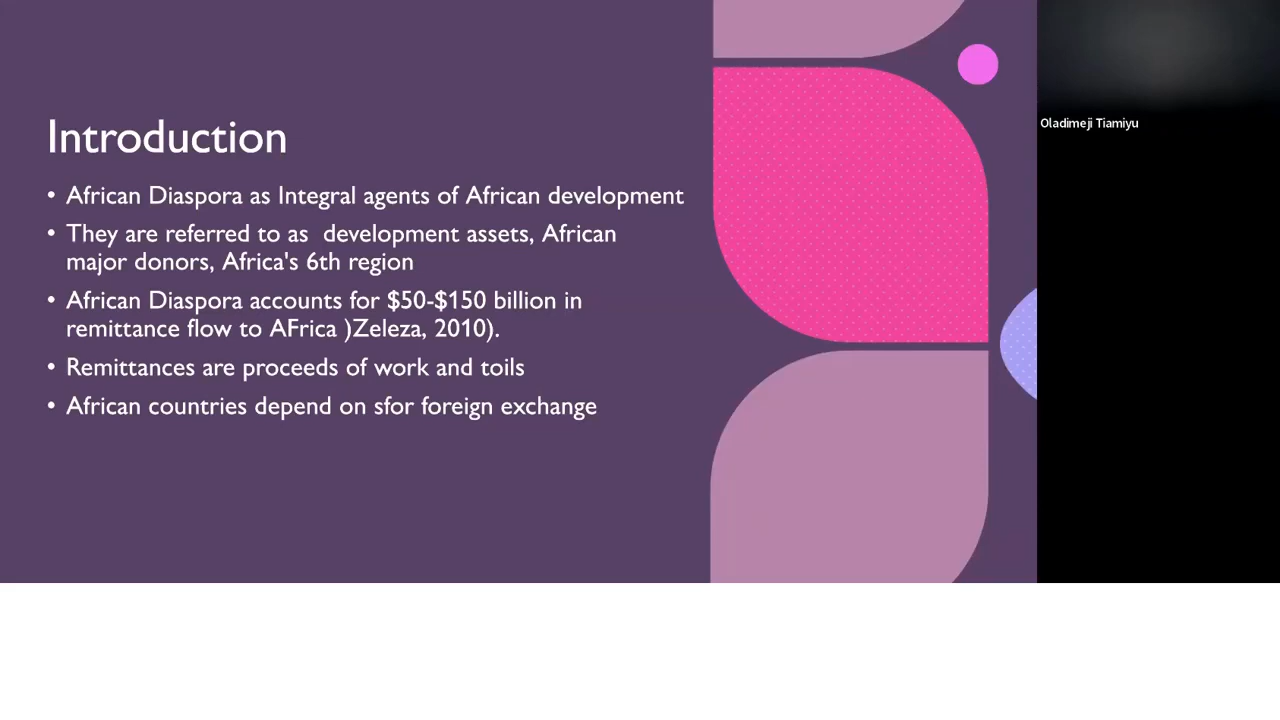 Introduction
• African Diaspora as Integral agents of African development
• They are referred to as  development assets, African
major donors, Africa's 6th region
• African Diaspora accounts for $50-$150 billion in
remittance flow to AFrica )Zeleza, 2010).
• Remittances are proceeds of work and toils
• African countries depend on sfor foreign exchange
Oladimeji Tiamiyu